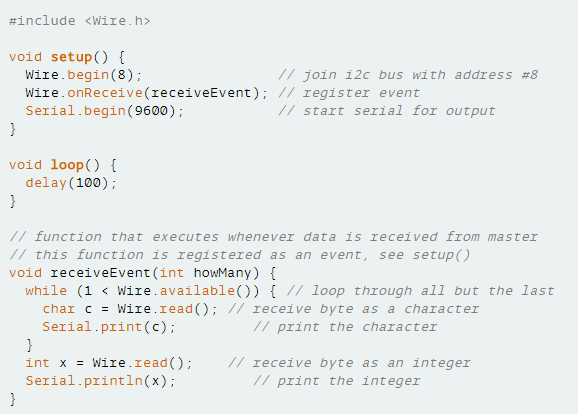 #include <Wire.h>

void setup() {
  Wire.begin(8);                // join i2c bus with address #8
  Wire.onReceive(receiveEvent); // register event
  Serial.begin(9600);           // start serial for output
}

void loop() {
  delay(100);
}

// function that executes whenever data is received from master
// this function is registered as an event, see setup()
void receiveEvent(int howMany) {
  while (1 < Wire.available()) { // loop through all but the last
    char c = Wire.read(); // receive byte as a character
    Serial.print(c);         // print the character
  }
  int x = Wire.read();    // receive byte as an integer
  Serial.println(x);         // print the integer
}